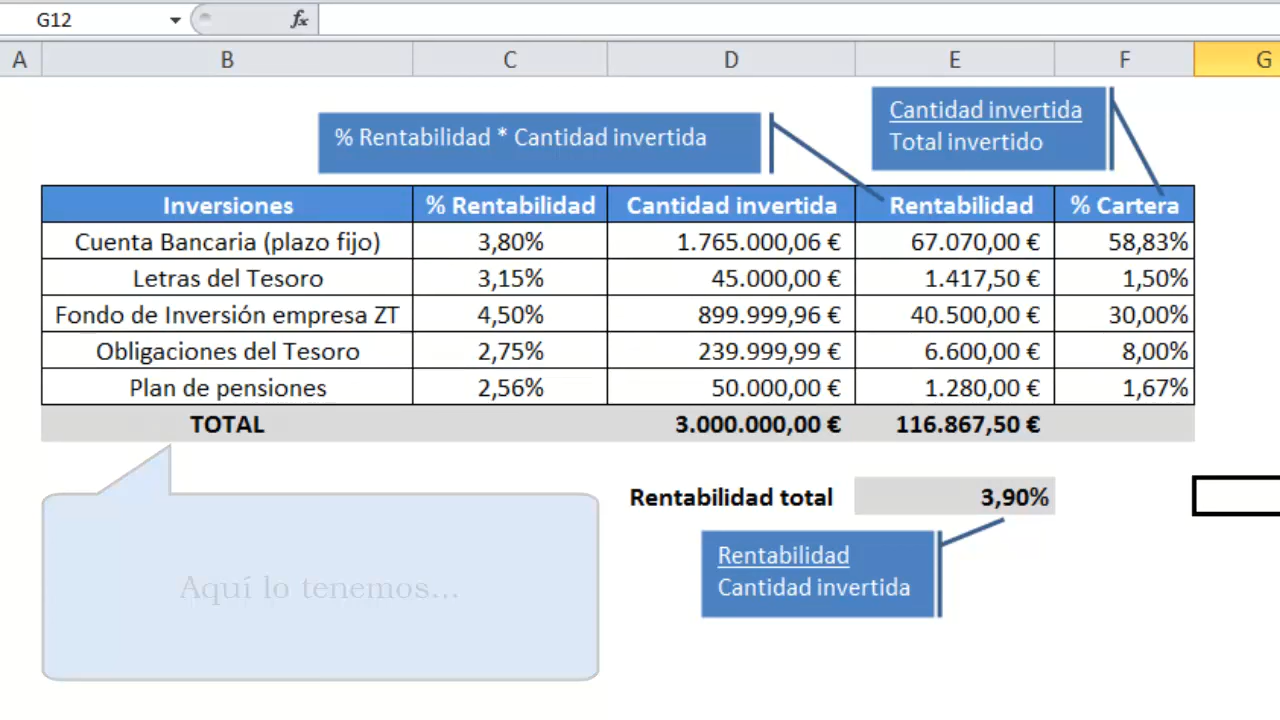 G12
fx
A B C D E F G
% Rentabilidad * Cantidad invertida
Cantidad invertida
Total invertido
Inversiones % Rentabilidad Cantidad invertida Rentabilidad % Cartera
Cuenta Bancaria (plazo fijo) 3,80% 1.765.000,06 € 67.070,00 € 58,83%
Letras del Tesoro 3,15% 45.000,00 € 1.417,50 € 1,50%
Fondo de Inversión empresa ZT 4,50% 899.999,96 € 40.500,00 € 30,00%
Obligaciones del Tesoro 2,75% 239.999,99 € 6.600,00 € 8,00%
Plan de pensiones 2,56% 50.000,00 € 1.280,00 € 1,67%
TOTAL 3.000.000,00 € 116.867,50 €
Rentabilidad total 3,90%
Rentabilidad
Cantidad invertida
Aquí lo tenemos...